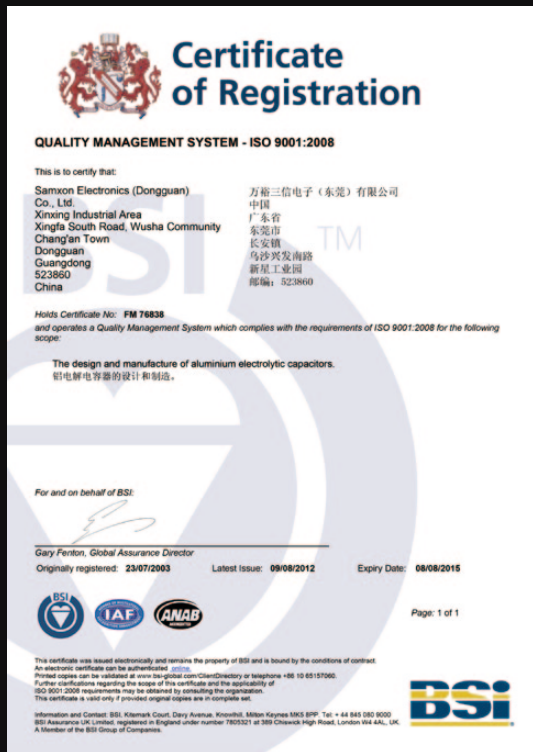 Certificate
of Registration
QUALITY MANAGEMENT SYSTEM - ISO 9001:2008
This is to certify that:
Samxon Electronics (Dongguan)
Co., Ltd.
Xinxing Industrial Area
Xingfa South Road, Wusha Community
Chang'an Town
Dongguan
Guangdong
523860
China
万裕三信电子（东莞）有限公司
中国
广东省
东莞市
长安镇
乌沙兴发南路
新星工业园
邮编：523860
Holds Certificate No: FM 76838
and operates a Quality Management System which complies with the requirements of ISO 9001:2008 for the following
scope:
The design and manufacture of aluminium electrolytic capacitors.
铝电解电容器的设计和制造。
For and on behalf of BSI:
Gary Fenton, Global Assurance Director
Originally registered: 23/07/2003 Latest Issue: 09/08/2012 Expiry Date: 08/08/2015
BSI
IAF
ANAB
Page: 1 of 1
This certificate was issued electronically and remains the property of BSI and is bound by the conditions of contract.
An electronic certificate can be authenticated online.
Printed copies can be validated at www.bsi-global.com/ClientDirectory or telephone +86 10 65157060.
Further clarifications regarding the scope of this certificate and the applicability of
ISO 9001:2008 requirements may be obtained by consulting the organization.
This certificate is valid only if provided original copies are in complete set.
Information and Contact: BSI, Kitemark Court, Davy Avenue, Knowlhill, Milton Keynes MK5 8PP. Tel: + 44 845 080 9000
BSI Assurance UK Limited, registered in England under number 7805321 at 389 Chiswick High Road, London W4 4AL, UK.
A Member of the BSI Group of Companies.
BSi
BSI TM